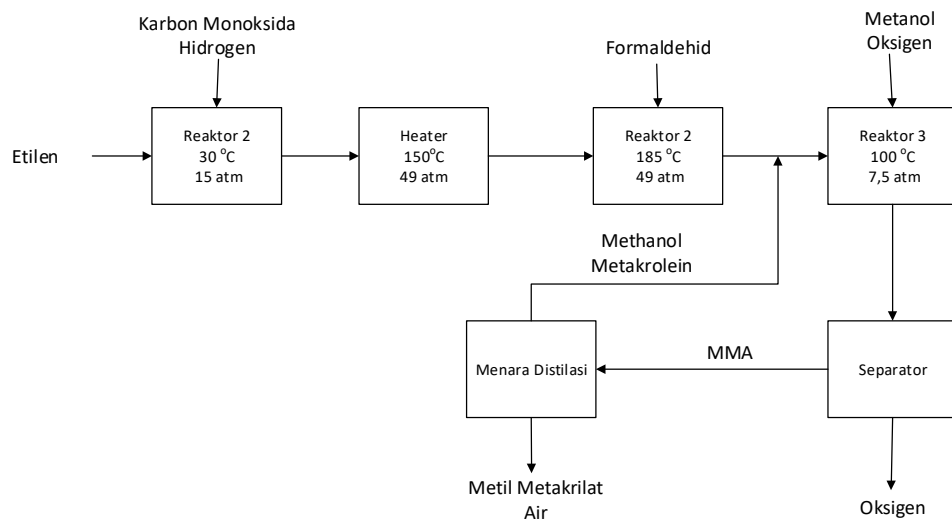 Karbon Monoksida
Hidrogen
Formaldehid
Metanol
Oksigen
Etilen
Reaktor 2
30 °C
15 atm
Heater
150°C
49 atm
Reaktor 2
185 °C
49 atm
Reaktor 3
100 °C
7,5 atm
Methanol
Metakrolein
Menara Distilasi
MMA
Separator
Metil Metakrilat
Air
Oksigen